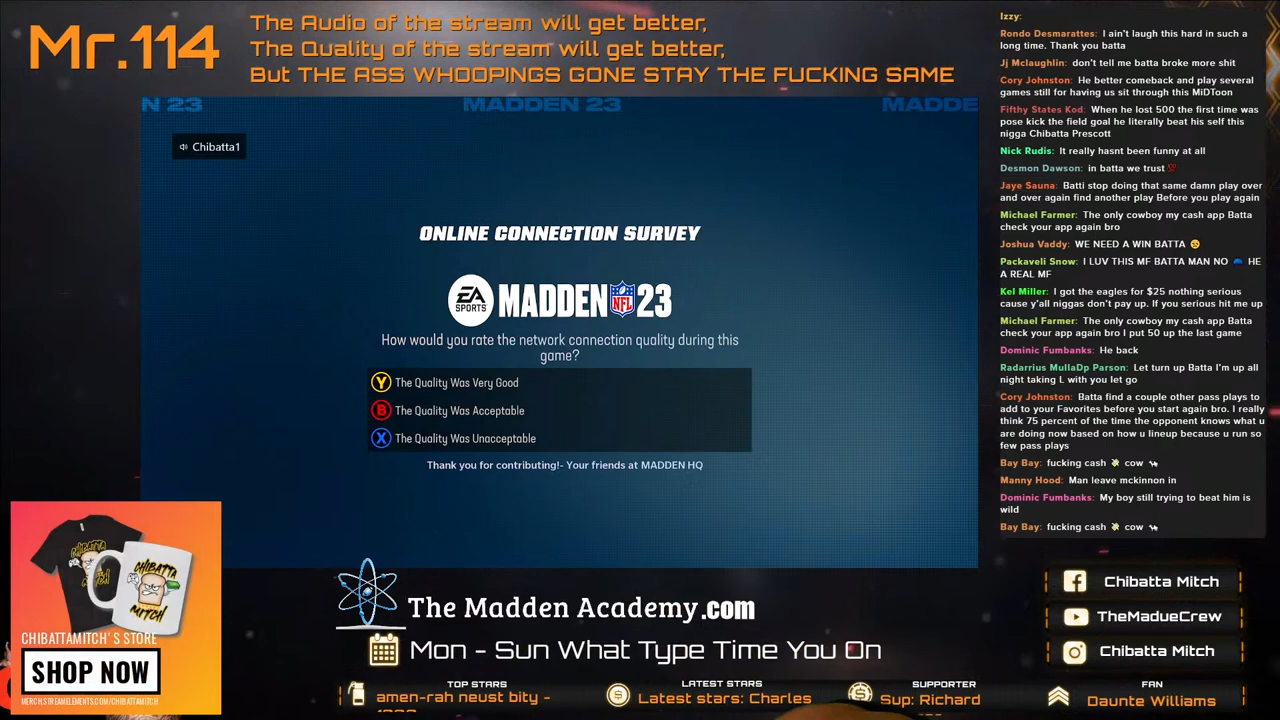 Mr.114
The Audio of the stream will get better,
The Quality of the stream will get better,
But THE ASS WHOOPINGS GONE STAY THE FUCKING SAME
N 23
MADDEN 23
MADDE
Chibatta1
ONLINE CONNECTION SURVEY
EA SPORTS MADDEN NFL 23
How would you rate the network connection quality during this
game?
Y The Quality Was Very Good
B The Quality Was Acceptable
X The Quality Was Unacceptable
Thank you for contributing!- Your friends at MADDEN HQ
Izzy:
Rondo Desmarattes: I ain't laugh this hard in such a
long time. Thank you batta
Jj Mclaughlin: don't tell me batta broke more shit
Cory Johnston: He better comeback and play several
games still for having us sit through this MiDToon
Fifthy States Kod: When he lost 500 the first time was
pose kick the field goal he literally beat his self this
nigga Chibatta Prescott
Nick Rudis: It really hasnt been funny at all
Desmon Dawson: in batta we trust 💯
Jaye Sauna: Batti stop doing that same damn play over
and over again find another play Before you play again
Michael Farmer: The only cowboy my cash app Batta
check your app again bro
Joshua Vaddy: WE NEED A WIN BATTA 😔
Packaveli Snow: I LUV THIS MF BATTA MAN NO 🧢 HE
A REAL MF
Kel Miller: I got the eagles for $25 nothing serious
cause y'all niggas don't pay up. If you serious hit me up
Michael Farmer: The only cowboy my cash app Batta
check your app again bro I put 50 up the last game
Dominic Fumbanks: He back
Radarrius MullaDp Parson: Let turn up Batta I'm up all
night taking L with you let go
Cory Johnston: Batta find a couple other pass plays to
add to your Favorites before you start again bro. I really
think 75 percent of the time the opponent knows what u
are doing now based on how u lineup because u run so
few pass plays
Bay Bay: fucking cash 💸 cow 🐄
Manny Hood: Man leave mckinnon in
Dominic Fumbanks: My boy still trying to beat him is
wild
Bay Bay: fucking cash 💸 cow 🐄
CHIBATTA
MITCH
CHIBATTA
MITCH
CHIBATTAMITCH'S STORE
SHOP NOW
MERCH.STREAMELEMENTS.COM/CHIBATTAMITCH
The Madden Academy.com
Mon - Sun What Type Time You On
Chibatta Mitch
TheMadueCrew
Chibatta Mitch
TOP STARS
amen-rah neust bity -
LATEST STARS
Latest stars: Charles
SUPPORTER
Sup: Richard
FAN
Daunte Williams